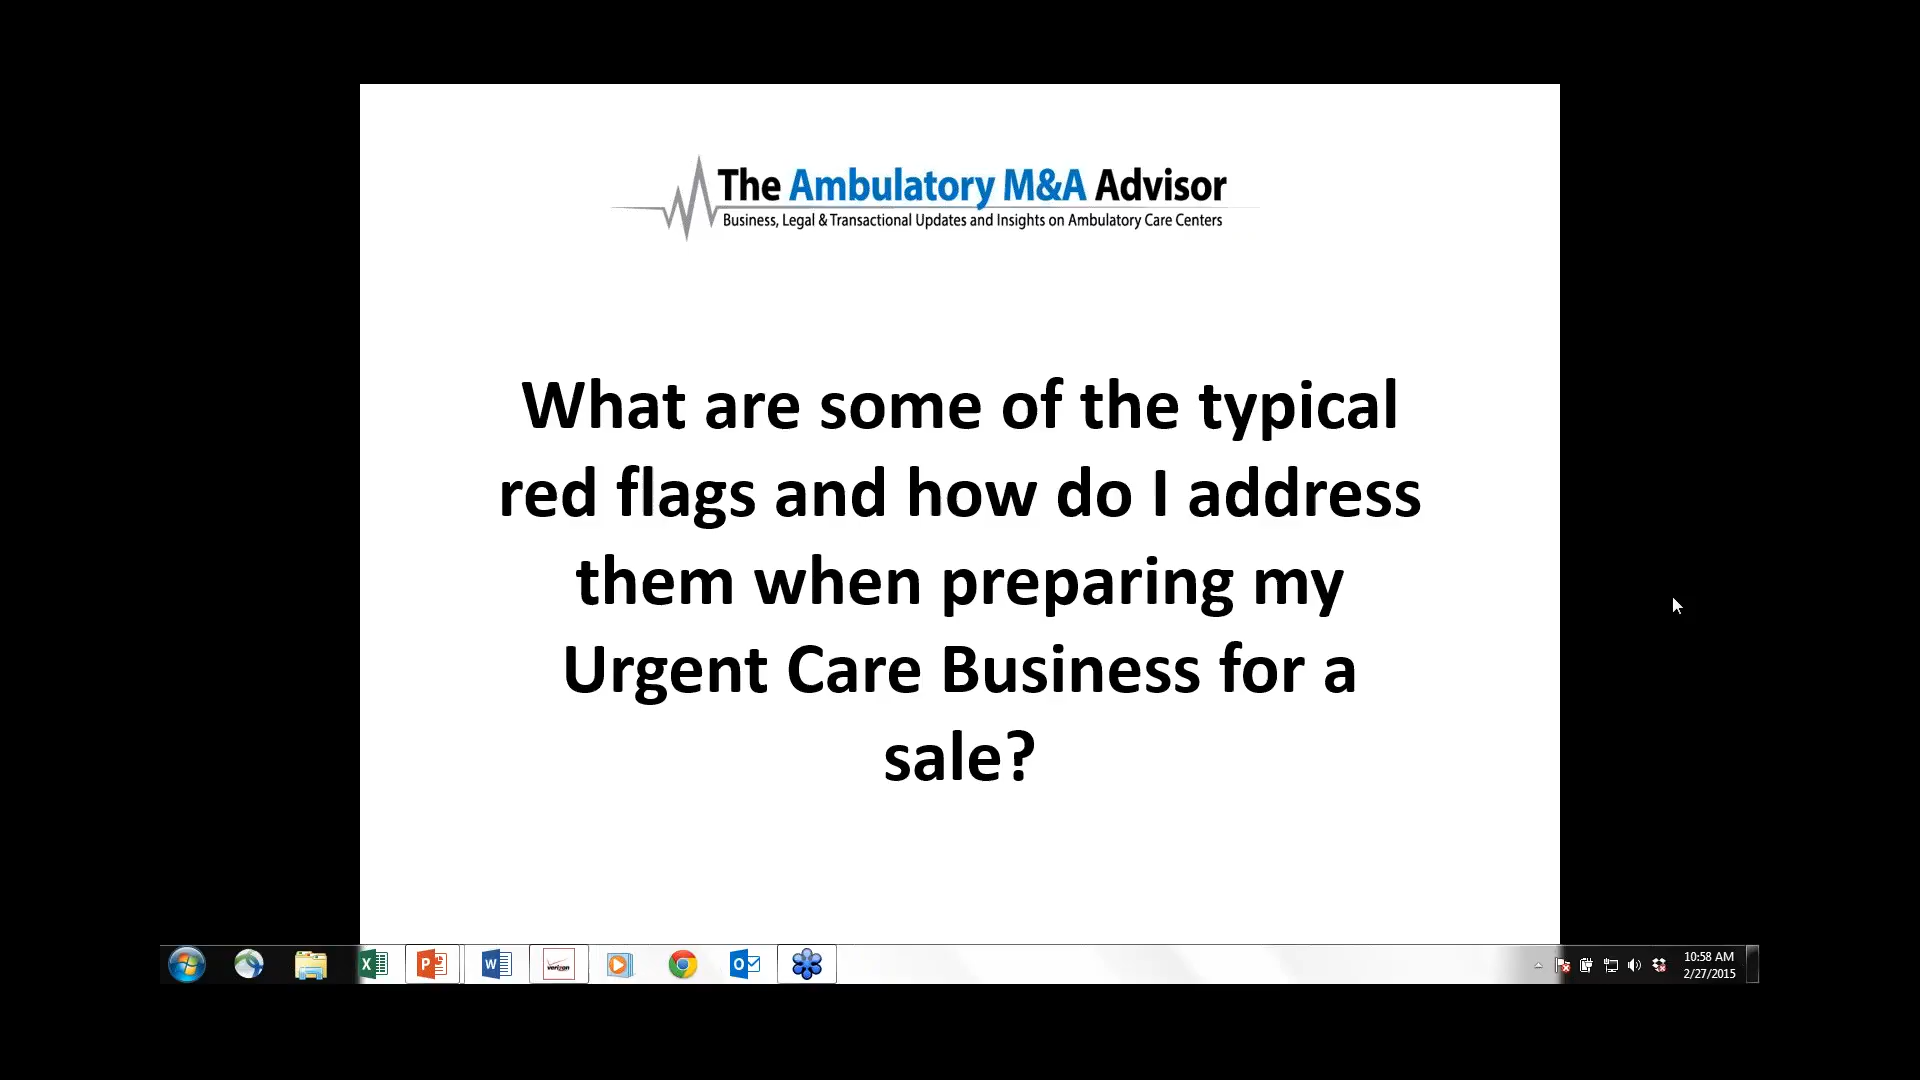 The Ambulatory M&A Advisor
Business, Legal & Transactional Updates and Insights on Ambulatory Care Centers
What are some of the typical
red flags and how do I address
them when preparing my
Urgent Care Business for a
sale?
verizon
10:58 AM
2/27/2015